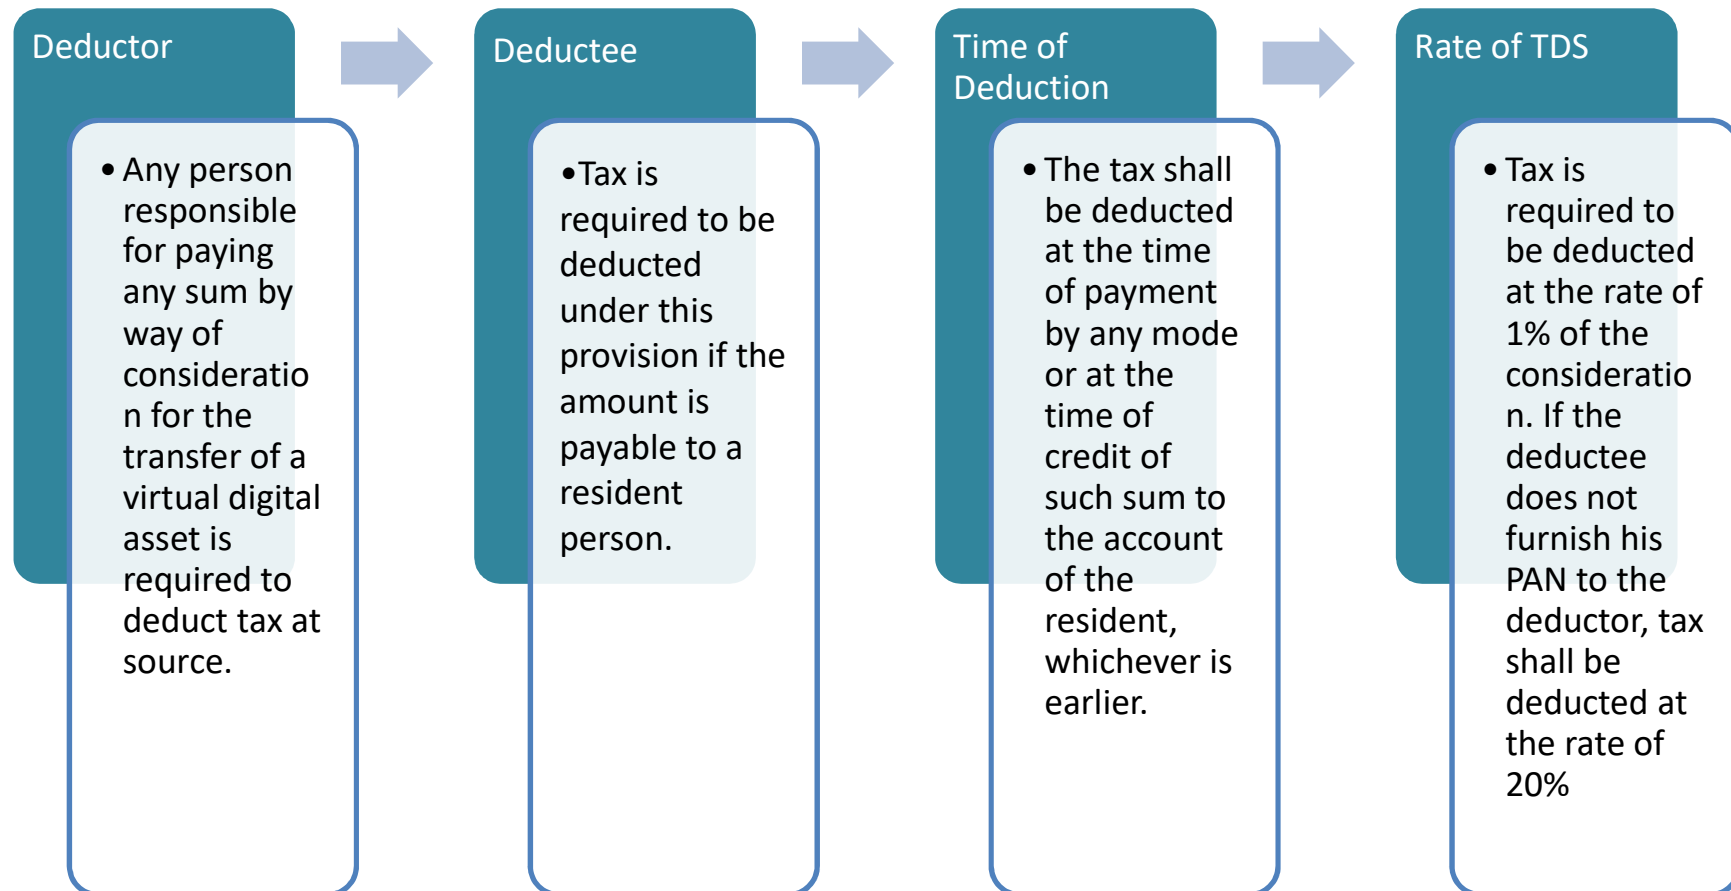 Deductor
• Any person
responsible
for paying
any sum by
way of
consideratio
n for the
transfer of a
virtual digital
asset is
required to
deduct tax at
source.
Deductee
•Tax is
required to be
deducted
under this
provision if the
amount is
payable to a
resident
person.
Time of
Deduction
• The tax shall
be deducted
at the time
of payment
by any mode
or at the
time of
credit of
such sum to
the account
of the
resident,
whichever is
earlier.
Rate of TDS
• Tax is
required to
be deducted
at the rate of
1% of the
consideratio
n. If the
deductee
does not
furnish his
PAN to the
deductor, tax
shall be
deducted at
the rate of
20%